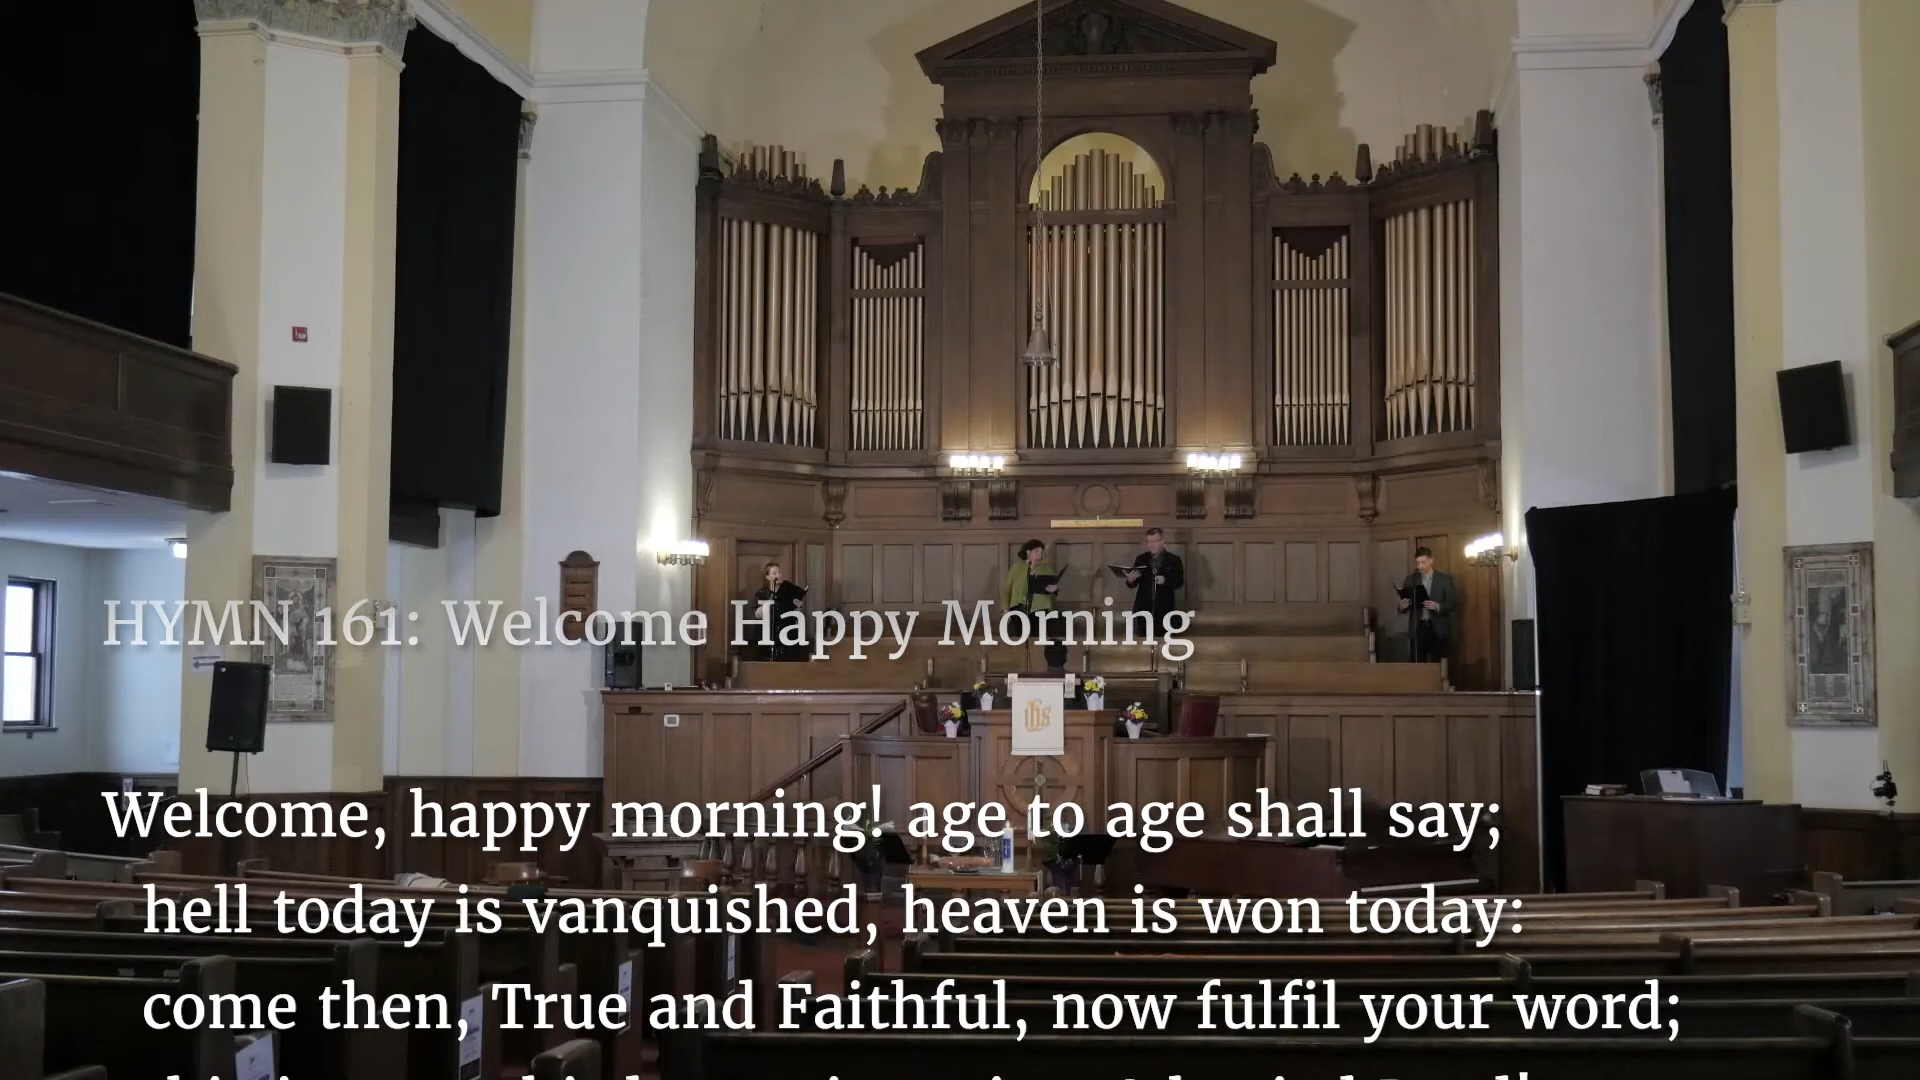 HYMN 161: Welcome Happy Morning
ihs
Welcome, happy morning! age to age shall say;
hell today is vanquished, heaven is won today:
come then, True and Faithful, now fulfil your word;